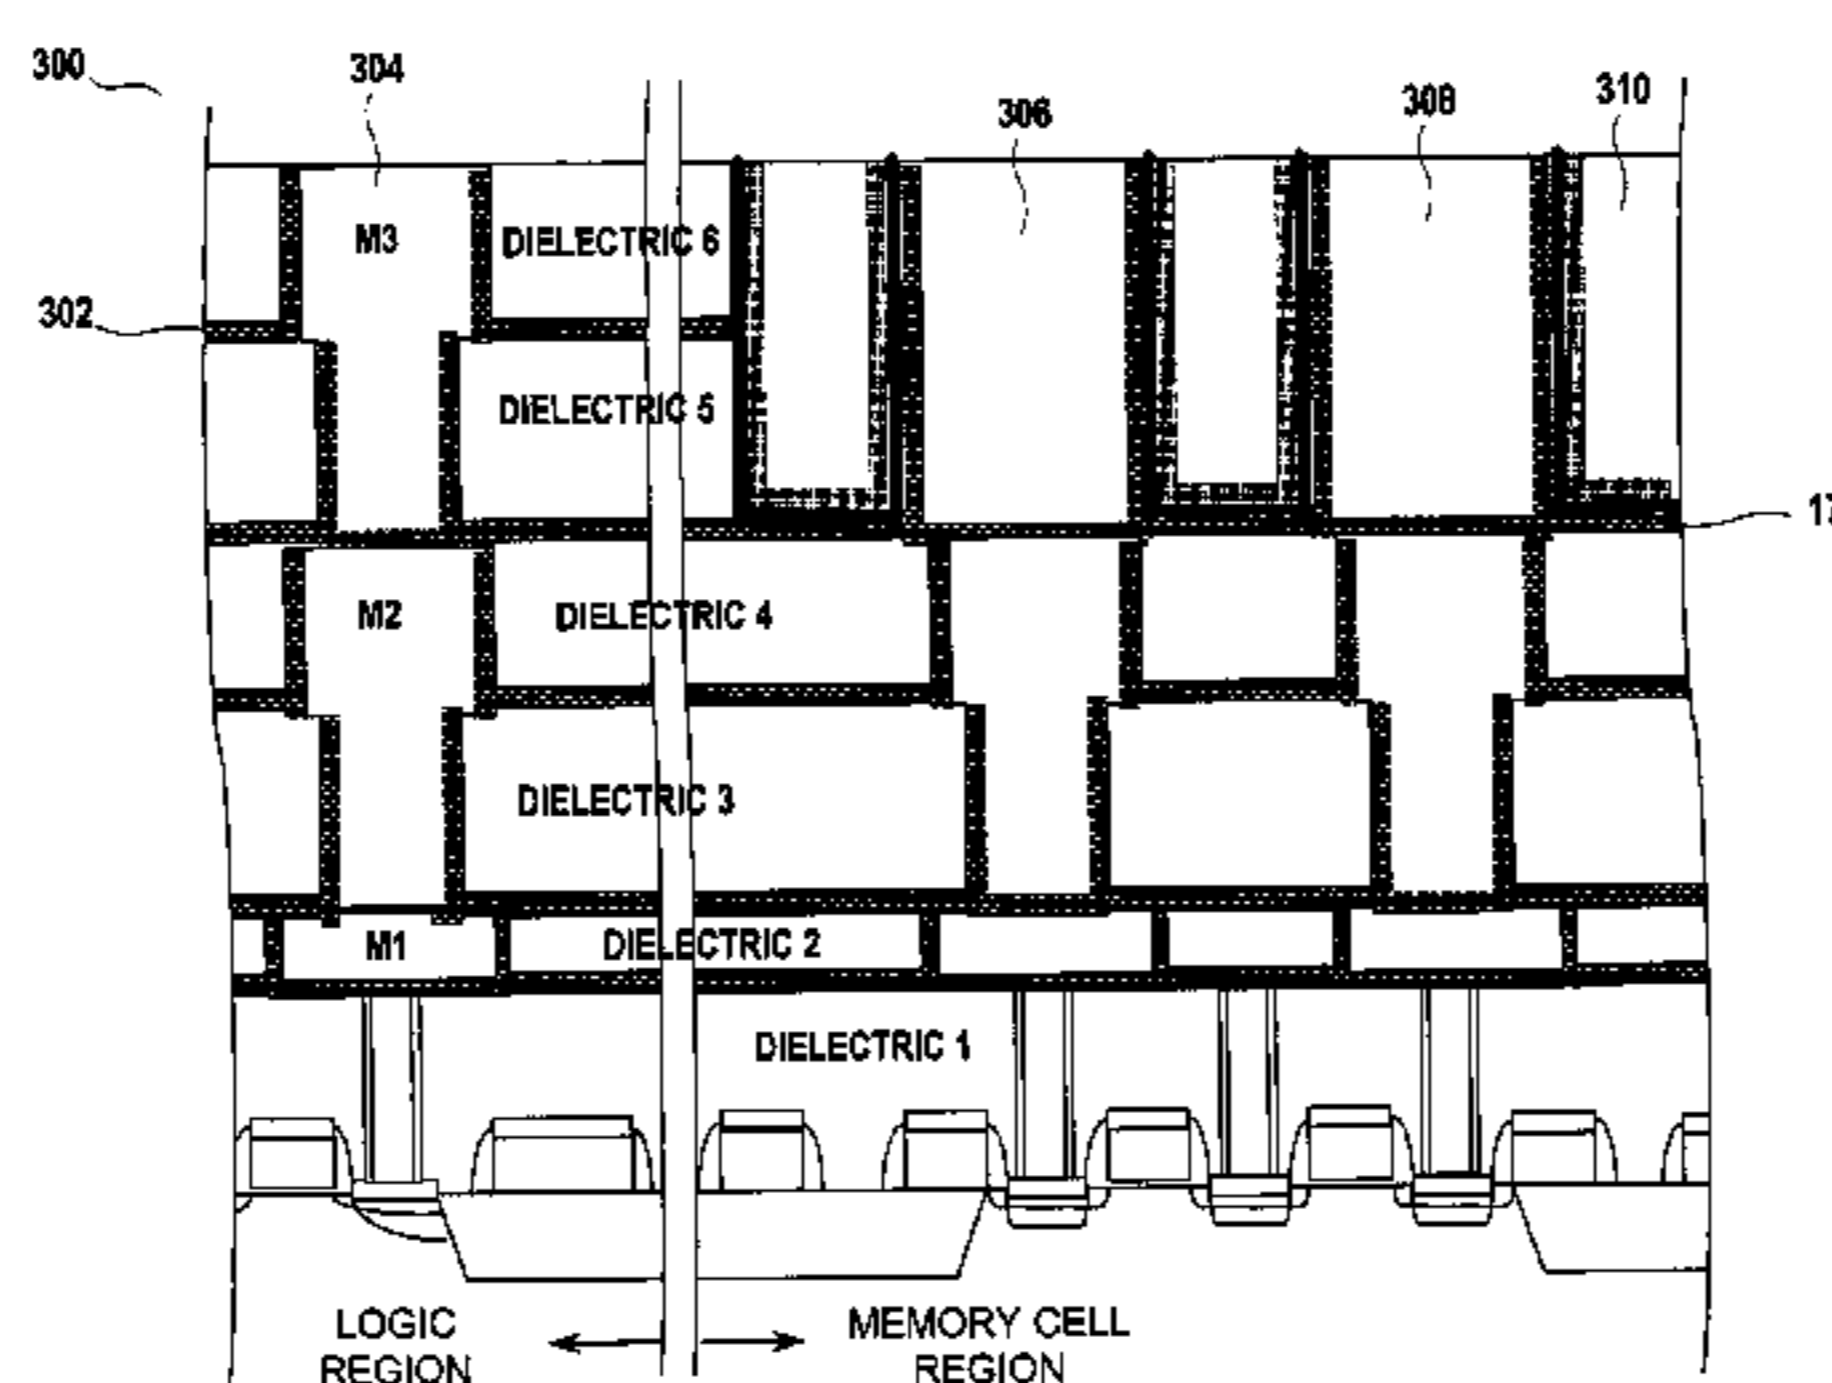 300
304
306
308
310
M3
DIELECTRIC 6
302
DIELECTRIC 5
M2
DIELECTRIC 4
DIELECTRIC 3
M1
DIELECTRIC 2
DIELECTRIC 1
LOGIC
REGION
MEMORY CELL
REGION